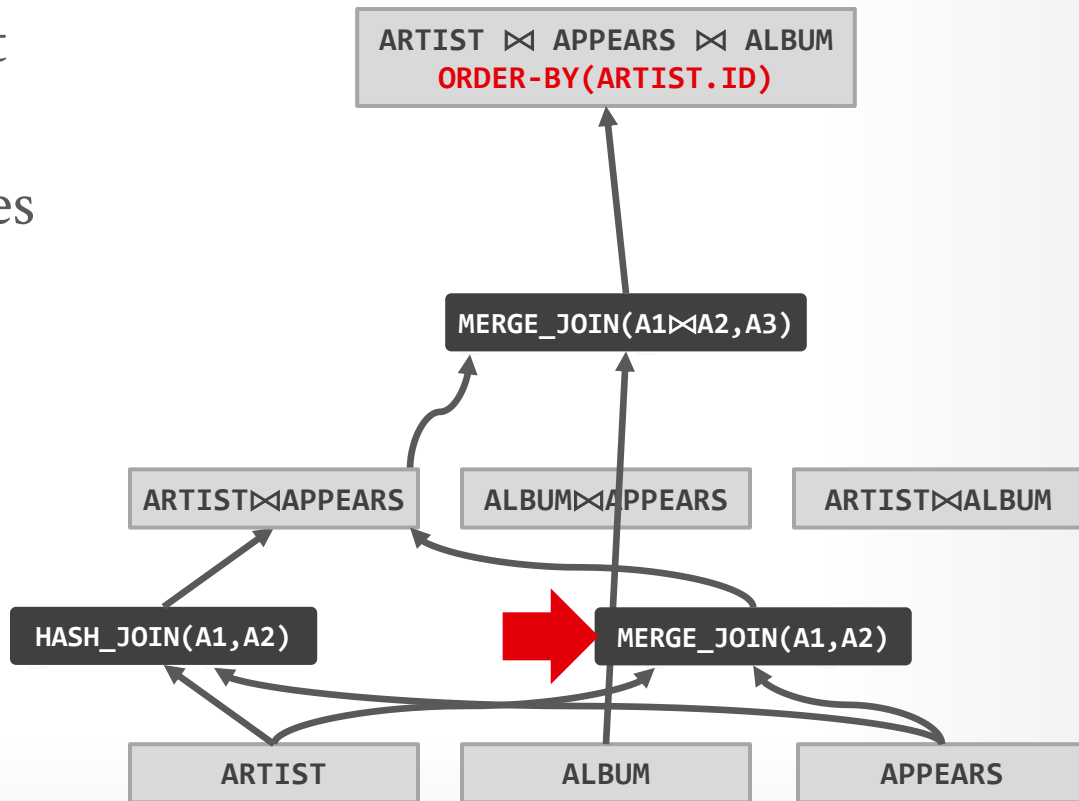 t
es
ARTIST ⋈ APPEARS ⋈ ALBUM
ORDER-BY(ARTIST.ID)
MERGE_JOIN(A1⋈A2,A3)
ARTIST⋈APPEARS
ALBUM⋈APPEARS
ARTIST⋈ALBUM
HASH_JOIN(A1,A2)
MERGE_JOIN(A1,A2)
ARTIST
ALBUM
APPEARS